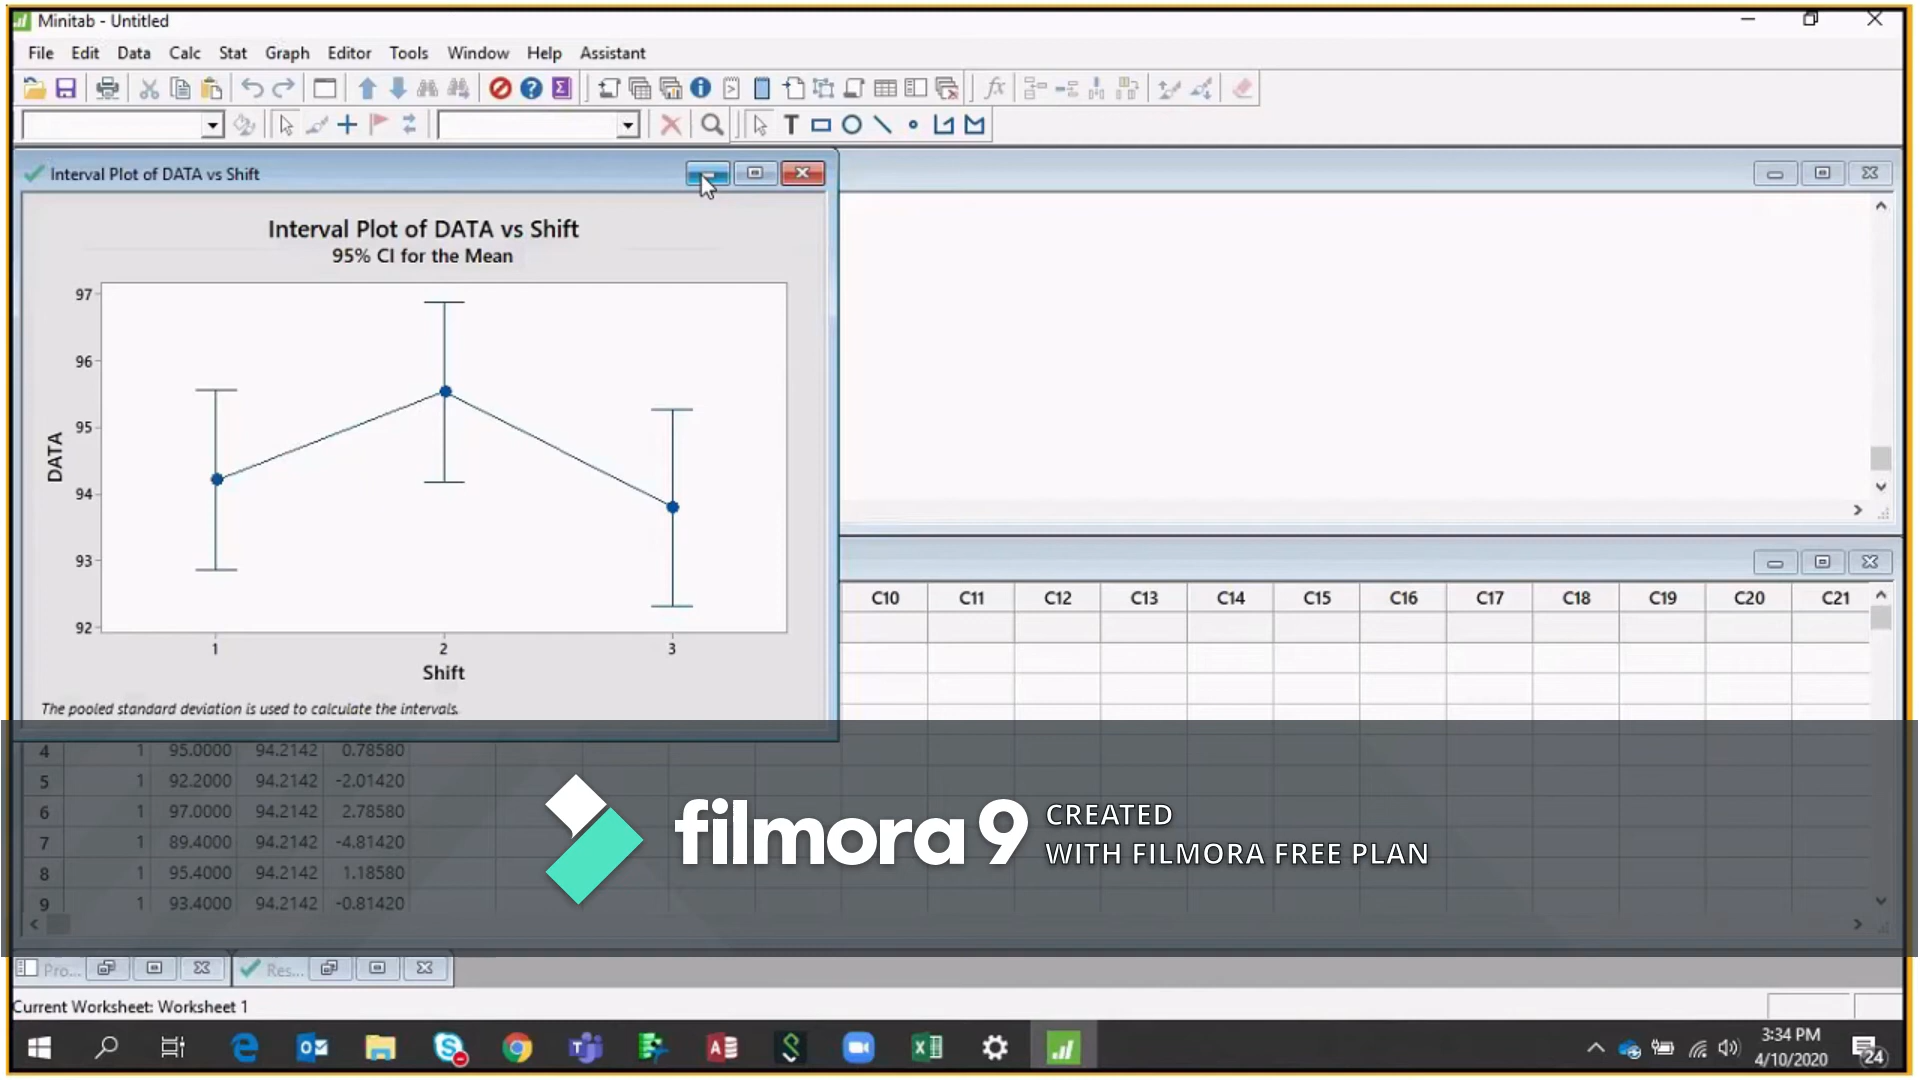 Minitab - Untitled
File Edit Data Calc Stat Graph Editor Tools Window Help Assistant
Interval Plot of DATA vs Shift
Interval Plot of DATA vs Shift
95% CI for the Mean
97
96
95
94
93
92
DATA
1 2 3
Shift
The pooled standard deviation is used to calculate the intervals.
C10 C11 C12 C13 C14 C15 C16 C17 C18 C19 C20 C21
4 1 95.0000 94.2142 0.78580
5 1 92.2000 94.2142 -2.01420
6 1 97.0000 94.2142 2.78580
7 1 89.4000 94.2142 -4.81420
8 1 95.4000 94.2142 1.18580
9 1 93.4000 94.2142 -0.81420
filmora 9
CREATED
WITH FILMORA FREE PLAN
Pro... Res...
Current Worksheet: Worksheet 1
3:34 PM
4/10/2020
24